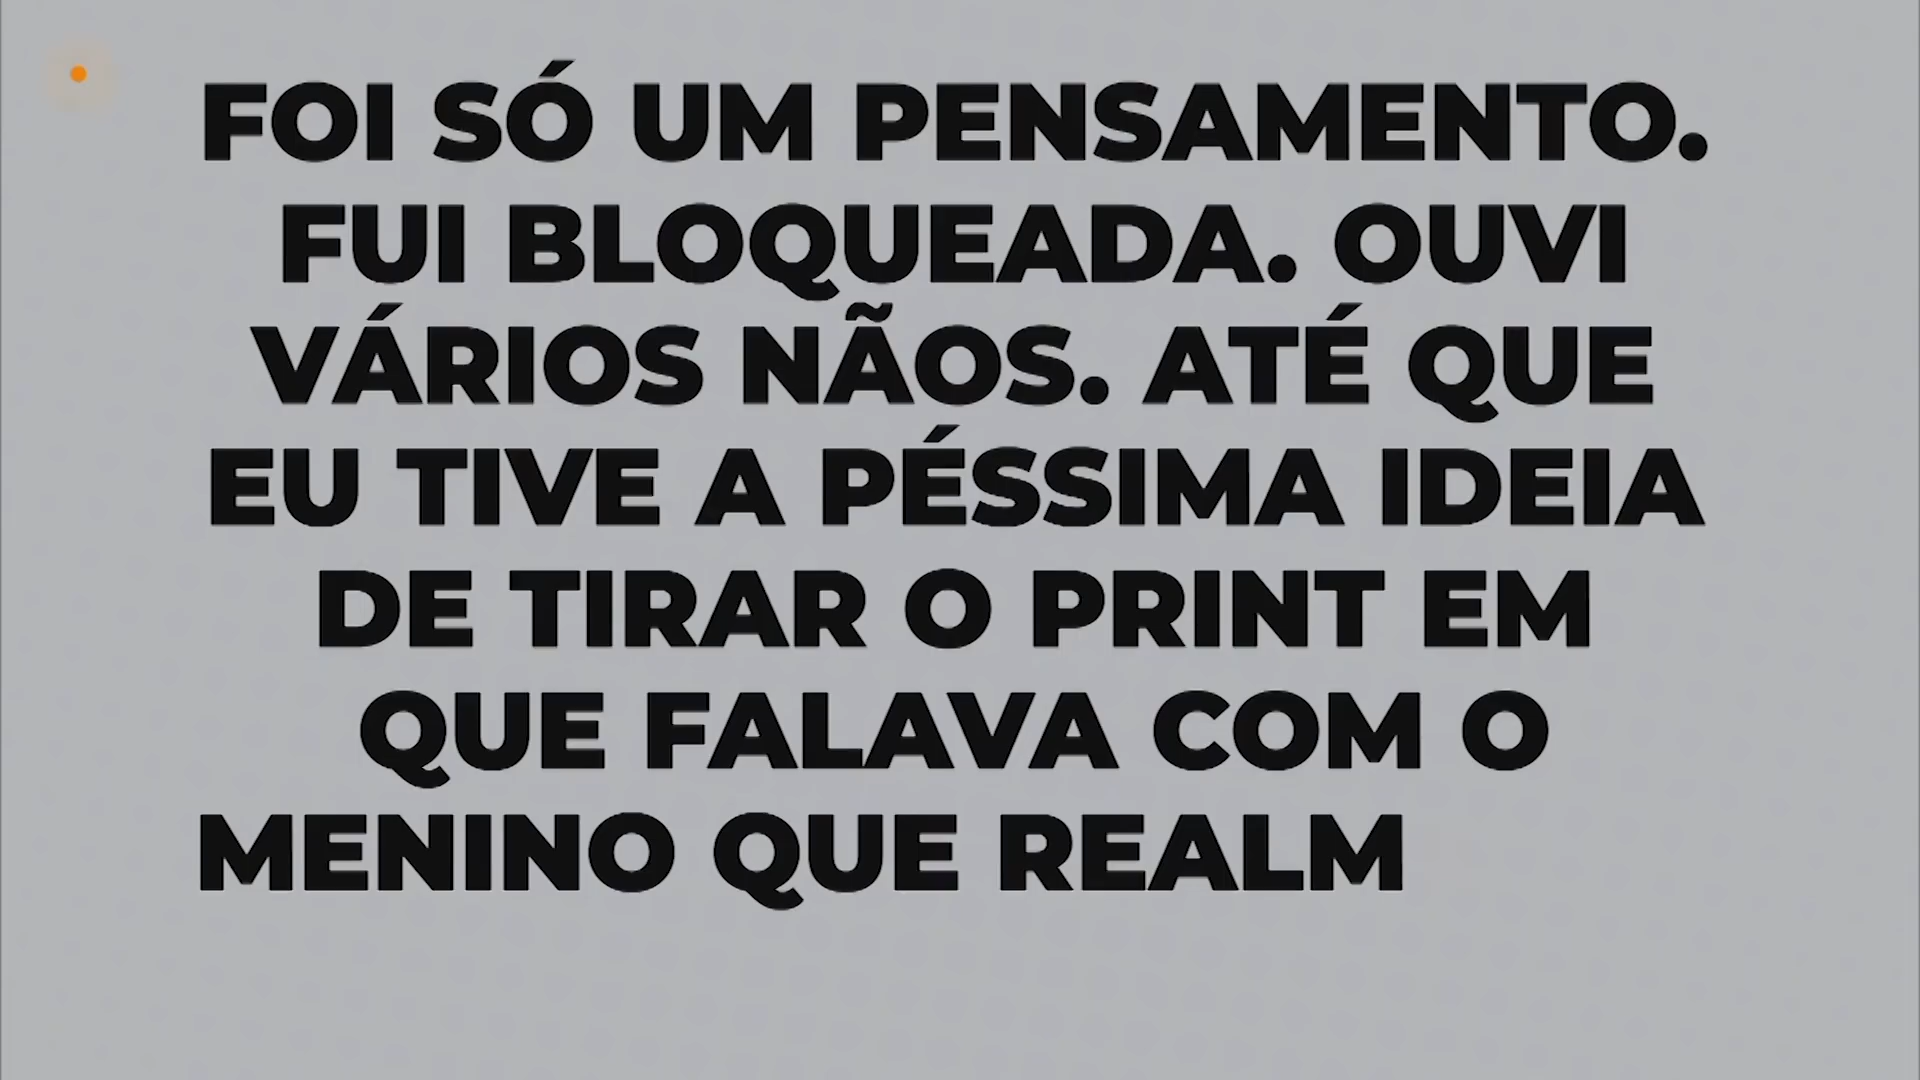 FOI SÓ UM PENSAMENTO.
FUI BLOQUEADA. OUVI
VÁRIOS NÃOS. ATÉ QUE
EU TIVE A PÉSSIMA IDEIA
DE TIRAR O PRINT EM
QUE FALAVA COM O
MENINO QUE REALM